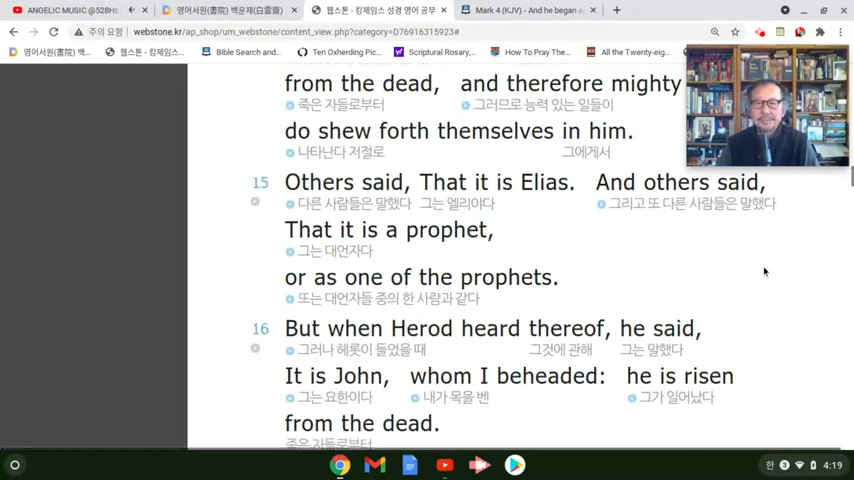 ANGELIC MUSIC @528Hz
영어서원(書院) 백운재(白雲齋)
웹스톤 - 킹제임스 성경 영어 공부
Mark 4 (KJV) - And he began a
주의 요함
webstone.kr/ap_shop/um_webstone/content_view.php?category=D76916315923#
영어서원(書院) 백
웹스톤 - 킹제임스
Bible Search and
Ten Oxherding Pic
Scriptural Rosary,
How To Pray The
All the Twenty-eig
from the dead, and therefore mighty
죽은 자들로부터 그러므로 능력 있는 일들이
do shew forth themselves in him.
나타난다 저절로 그에게서
15 Others said, That it is Elias. And others said,
다른 사람들은 말했다 그는 엘리야다 그리고 또 다른 사람들은 말했다
That it is a prophet,
그는 대언자다
or as one of the prophets.
또는 대언자들 중의 한 사람과 같다
16 But when Herod heard thereof, he said,
그러나 헤롯이 들었을 때 그것에 관해 그는 말했다
It is John, whom I beheaded: he is risen
그는 요한이다 내가 목을 벤 그가 일어났다
from the dead.
죽은 자들로부터
한 3 4:19